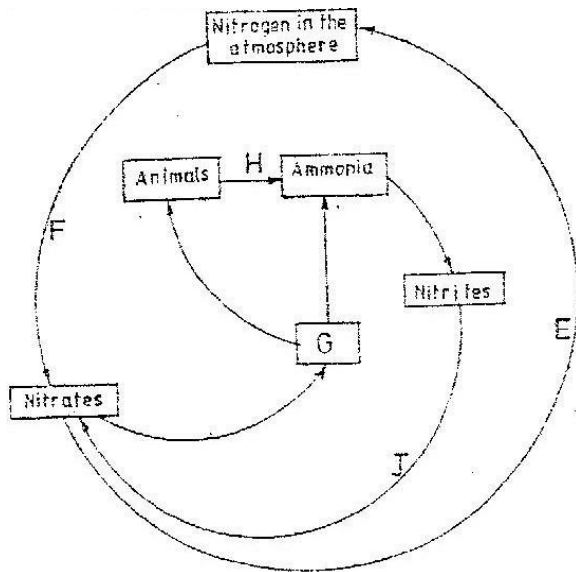 Nitrogen in the
atmosphere
Animals
H
Ammonia
F
Nitrites
G
E
Nitrates
I